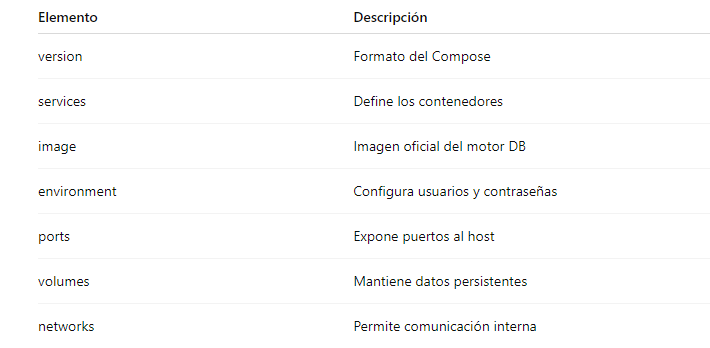 Elemento Descripción
version Formato del Compose
services Define los contenedores
image Imagen oficial del motor DB
environment Configura usuarios y contraseñas
ports Expone puertos al host
volumes Mantiene datos persistentes
networks Permite comunicación interna